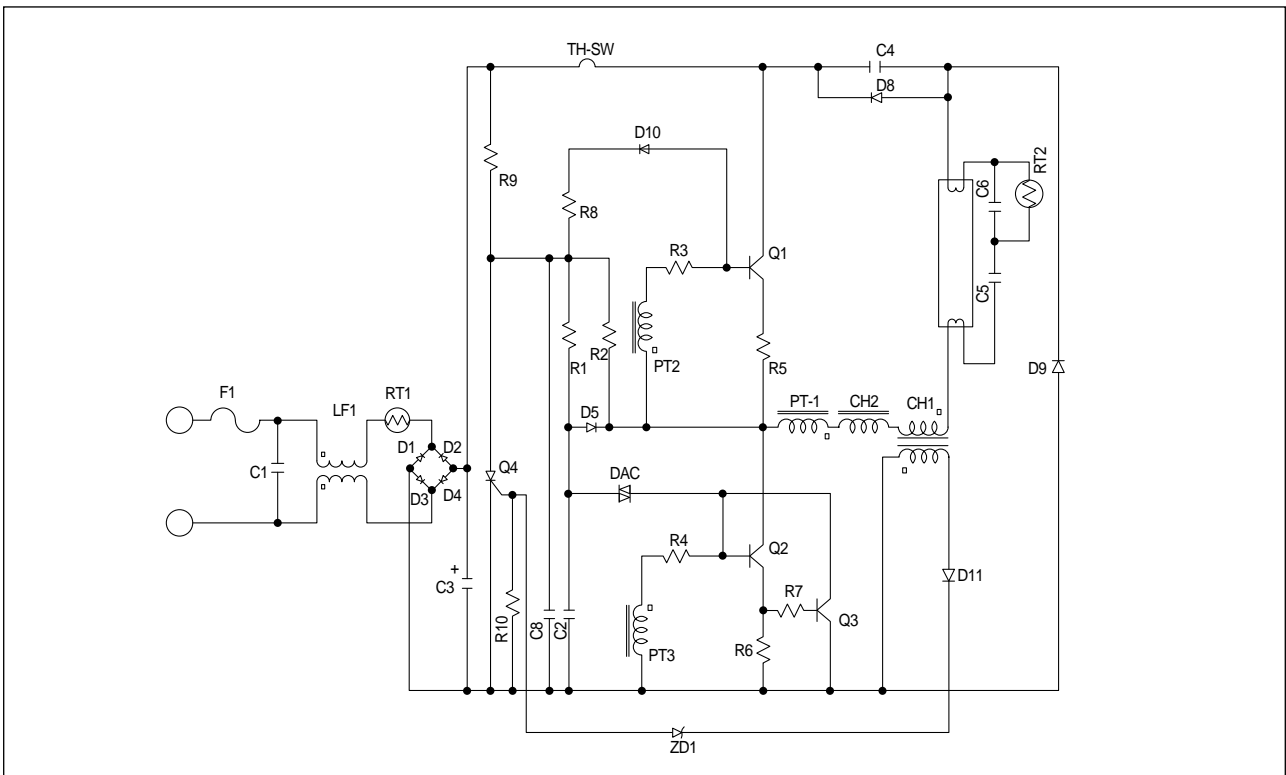 TH-SW
C4
D8
D10
R9
R8
C6
RT2
R3
Q1
C5
R1
R2
PT2
R5
D9
F1
LF1
RT1
D5
PT-1
CH2
CH1
D1
D2
C1
D3
D4
Q4
DAC
R4
Q2
+
C3
R10
C8
C2
R7
D11
Q3
PT3
R6
ZD1